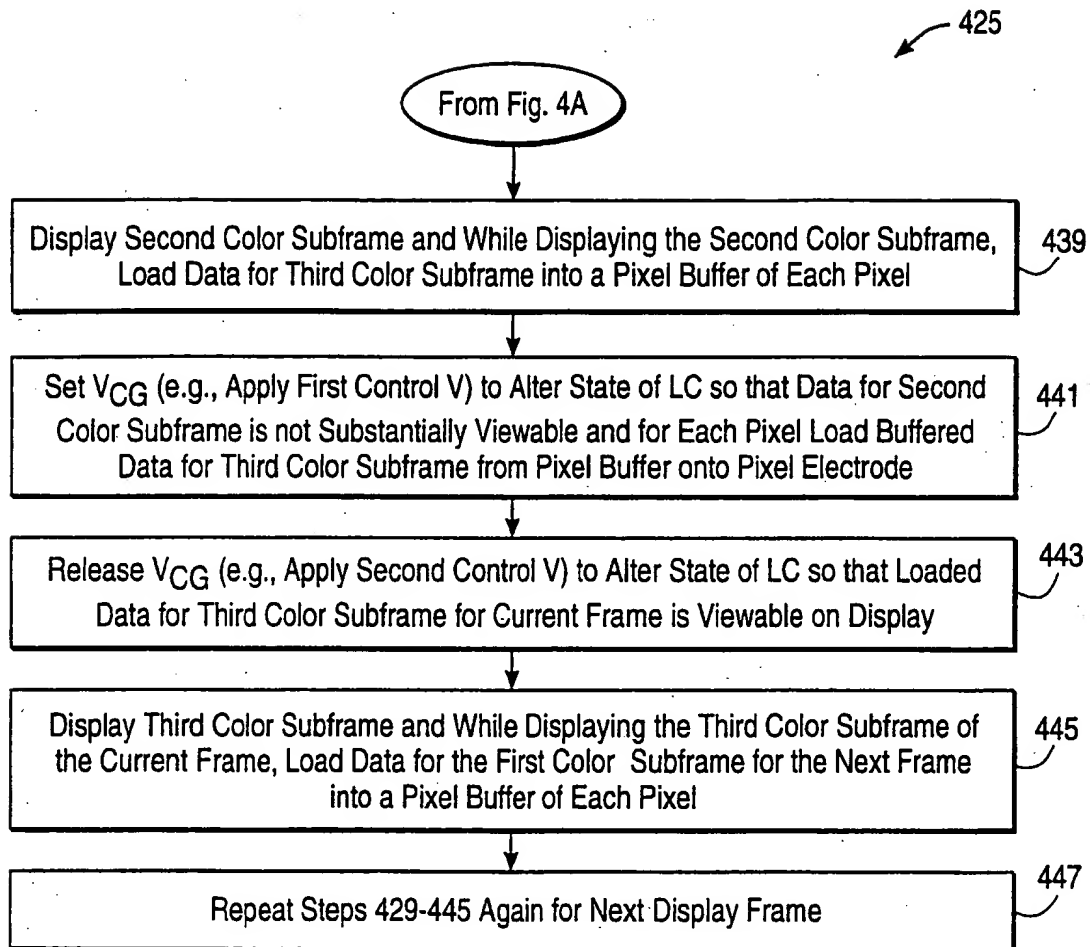 425
From Fig. 4A
Display Second Color Subframe and While Displaying the Second Color Subframe,
Load Data for Third Color Subframe into a Pixel Buffer of Each Pixel
439
Set VCG (e.g., Apply First Control V) to Alter State of LC so that Data for Second
Color Subframe is not Substantially Viewable and for Each Pixel Load Buffered
Data for Third Color Subframe from Pixel Buffer onto Pixel Electrode
441
Release VCG (e.g., Apply Second Control V) to Alter State of LC so that Loaded
Data for Third Color Subframe for Current Frame is Viewable on Display
443
Display Third Color Subframe and While Displaying the Third Color Subframe of
the Current Frame, Load Data for the First Color Subframe for the Next Frame
into a Pixel Buffer of Each Pixel
445
Repeat Steps 429-445 Again for Next Display Frame
447